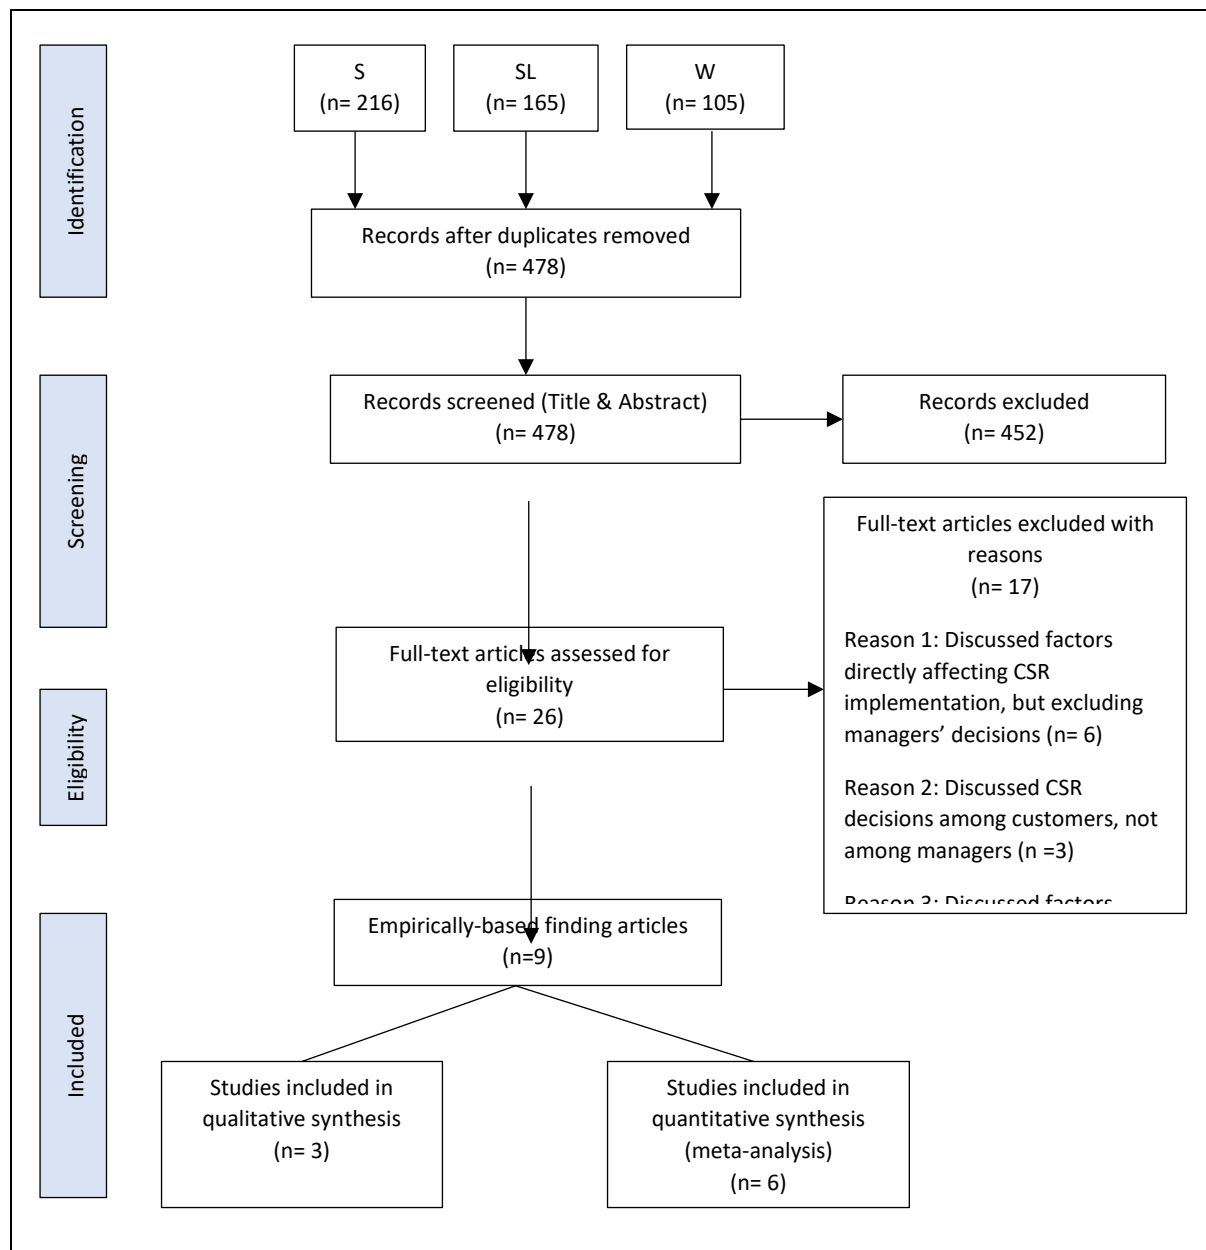 Identification
S
(n= 216)
SL
(n= 165)
W
(n= 105)
Records after duplicates removed
(n= 478)
Screening
Records screened (Title & Abstract)
(n= 478)
Records excluded
(n= 452)
Full-text articles assessed for
eligibility
(n= 26)
Full-text articles excluded with
reasons
(n= 17)
Reason 1: Discussed factors
directly affecting CSR
implementation, but excluding
managers’ decisions (n= 6)
Reason 2: Discussed CSR
decisions among customers, not
among managers (n =3)
Reason 3: Discussed factors
Eligibility
Included
Empirically-based finding articles
(n=9)
Studies included in
qualitative synthesis
(n= 3)
Studies included in
quantitative synthesis
(meta-analysis)
(n= 6)